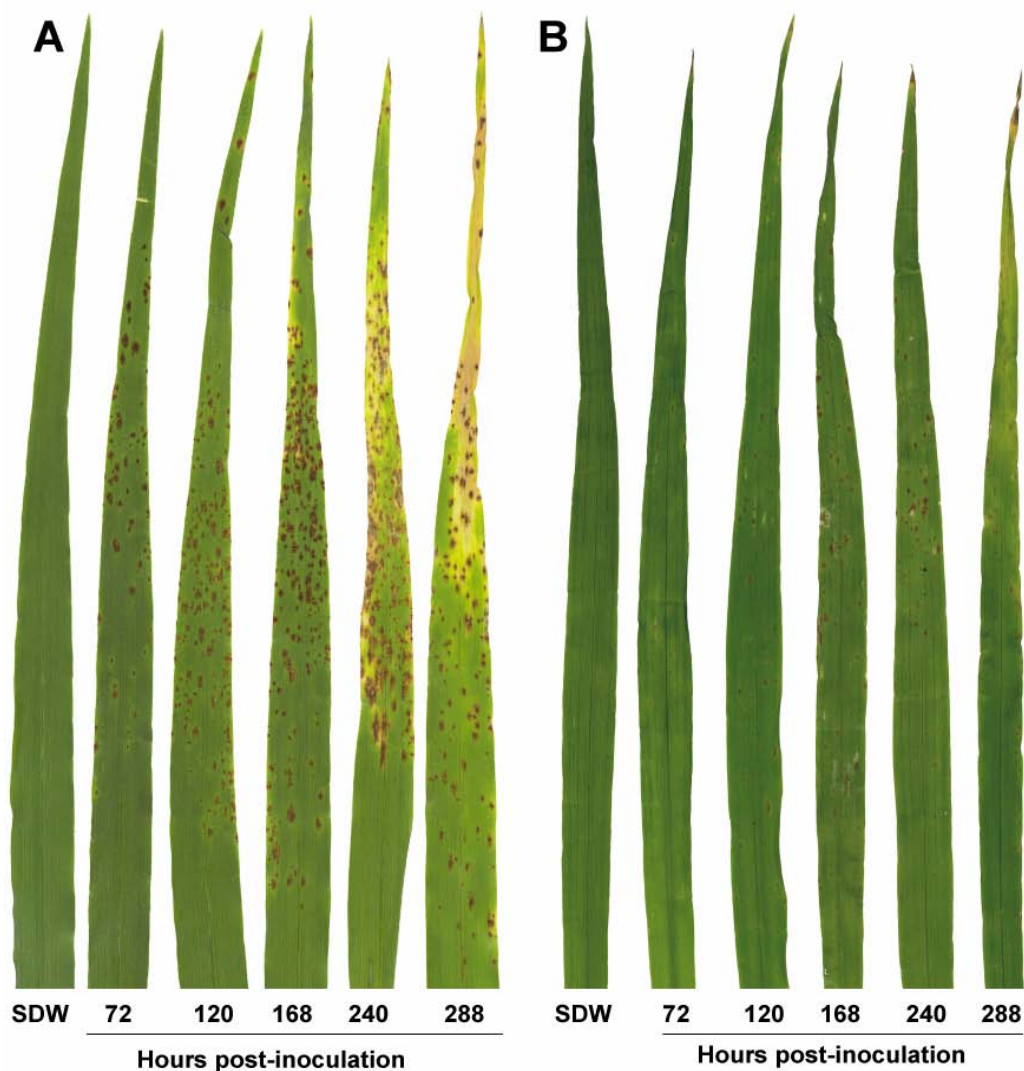 A B
SDW 72 120 168 240 288 SDW 72 120 168 240 288
Hours post-inoculation Hours post-inoculation